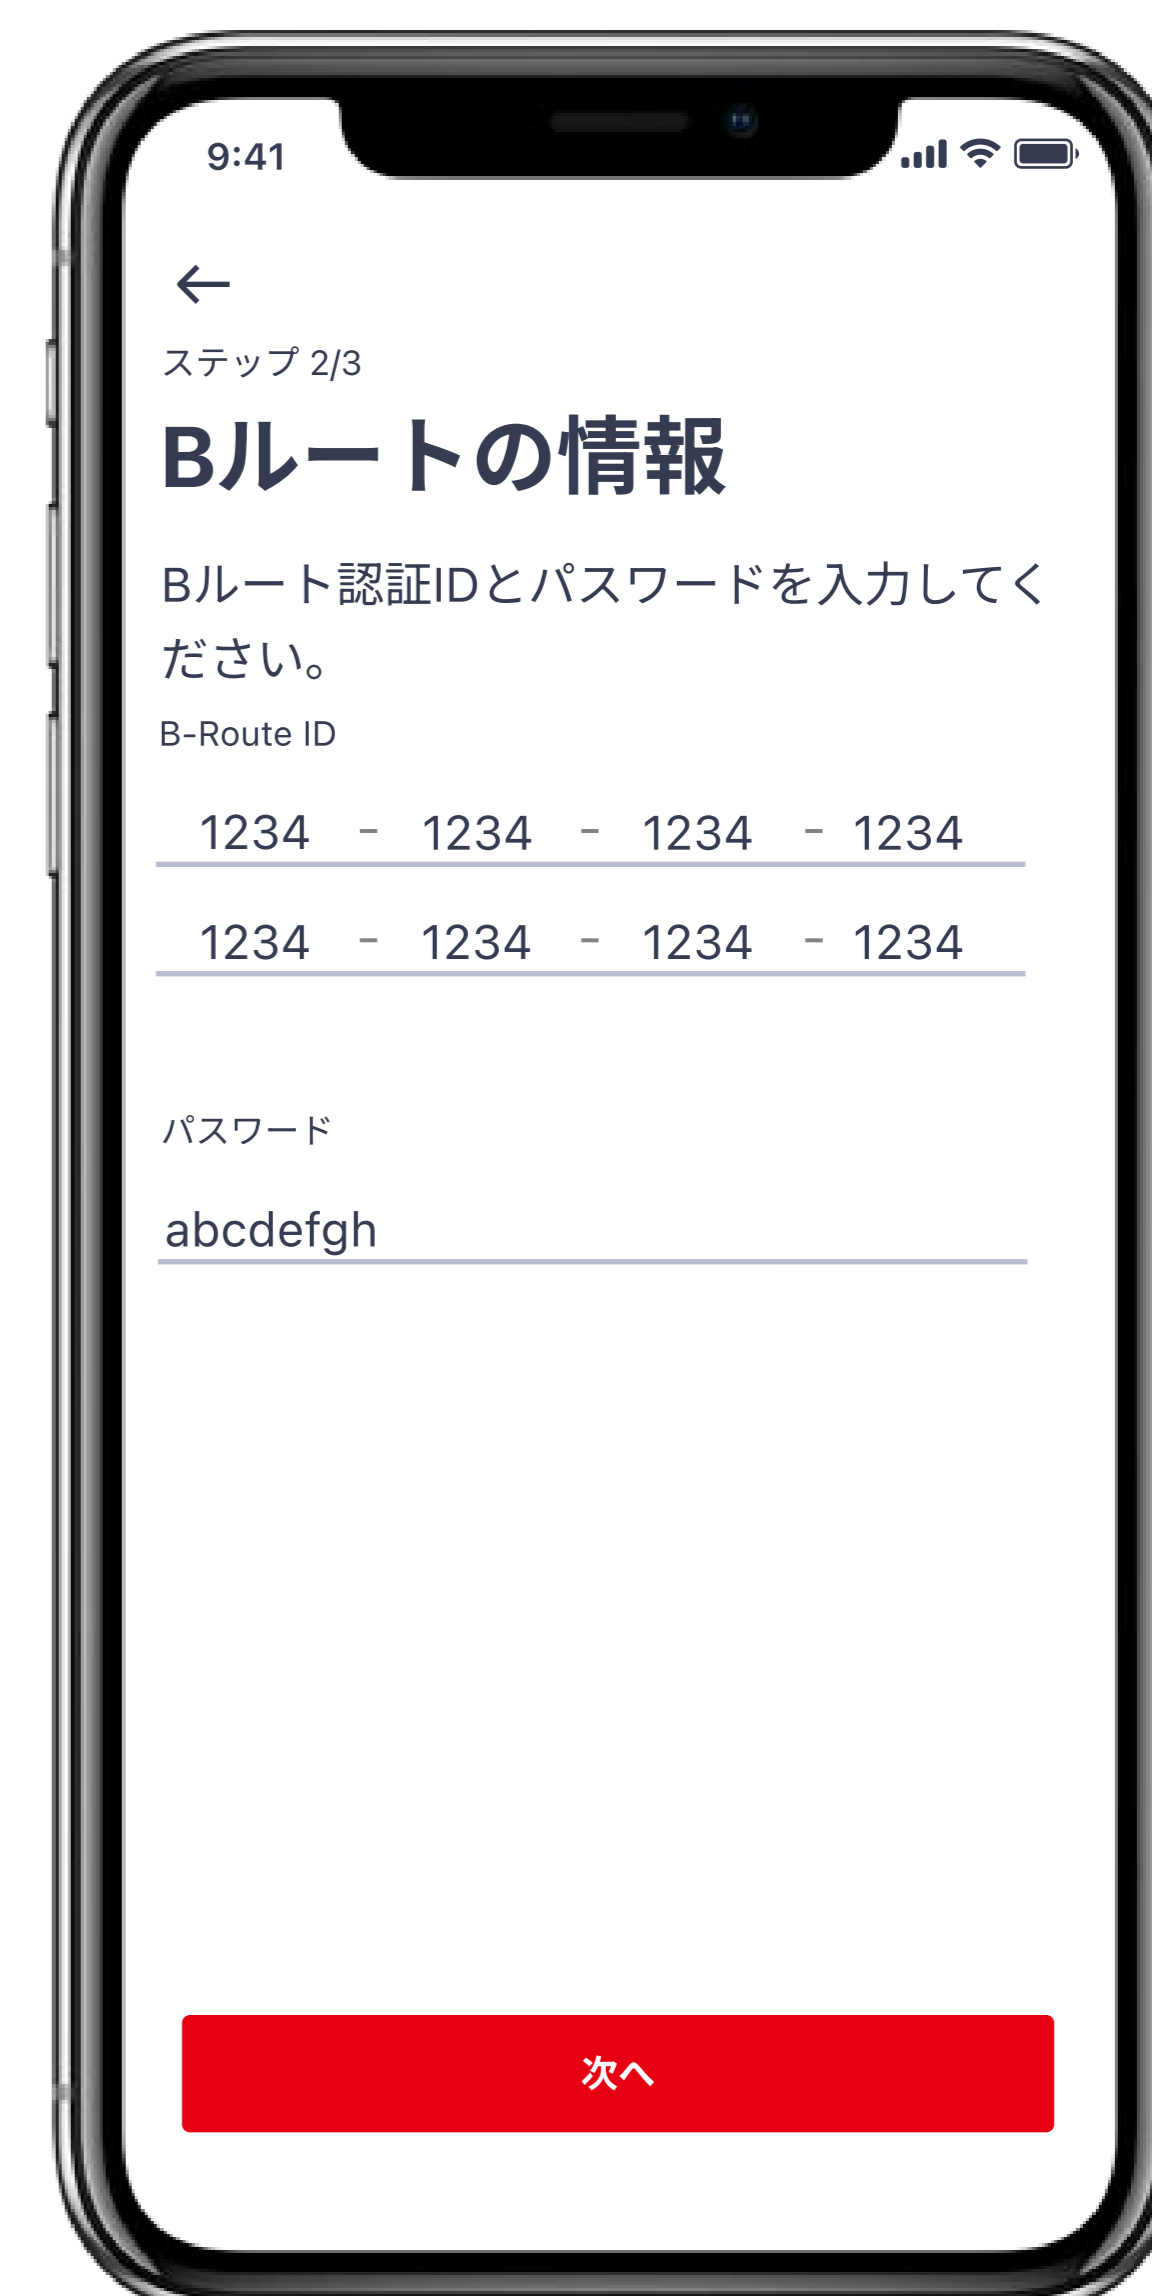 9:41
ステップ 2/3
Bルートの情報
Bルート認証IDとパスワードを入力してく
ださい。
B-Route ID
1234 - 1234 - 1234 - 1234
1234 - 1234 - 1234 - 1234
パスワード
abcdefgh
次へ